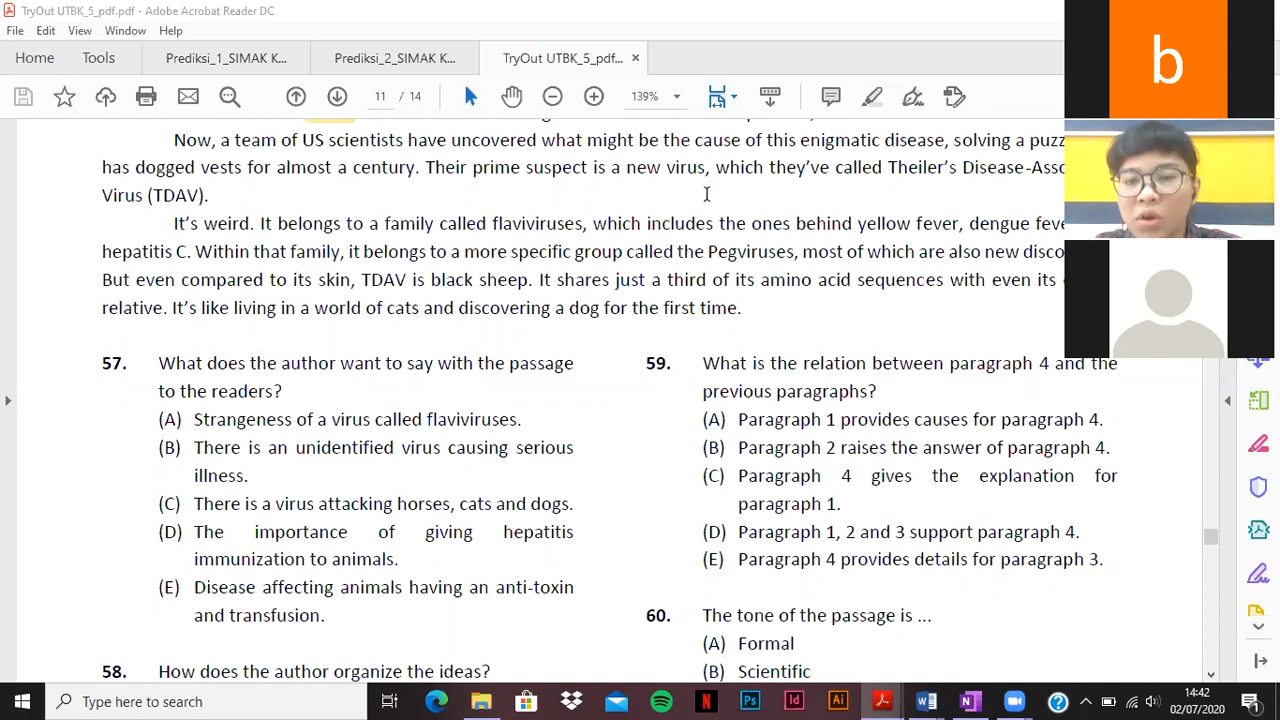 TryOut UTBK_5_pdf.pdf - Adobe Acrobat Reader DC
File Edit View Window Help
Home Tools Prediksi_1_SIMAK K... Prediksi_2_SIMAK K... TryOut UTBK_5_pdf... ×
11 / 14 139%
Now, a team of US scientists have uncovered what might be the cause of this enigmatic disease, solving a
has dogged vests for almost a century. Their prime suspect is a new virus, which they've called Theiler's
Virus (TDAV).
It's weird. It belongs to a family called flaviviruses, which includes the ones behind yellow fever, dengue
hepatitis C. Within that family, it belongs to a more specific group called the Pegviruses, most of which are also new
But even compared to its skin, TDAV is black sheep. It shares just a third of its amino acid sequences with even its
relative. It's like living in a world of cats and discovering a dog for the first time.
57. What does the author want to say with the passage
to the readers?
(A) Strangeness of a virus called flaviviruses.
(B) There is an unidentified virus causing serious
illness.
(C) There is a virus attacking horses, cats and dogs.
(D) The importance of giving hepatitis
immunization to animals.
(E) Disease affecting animals having an anti-toxin
and transfusion.
58. How does the author organize the ideas?
59. What is the relation between paragraph 4 and the
previous paragraphs?
(A) Paragraph 1 provides causes for paragraph 4.
(B) Paragraph 2 raises the answer of paragraph 4.
(C) Paragraph 4 gives the explanation for
paragraph 1.
(D) Paragraph 1, 2 and 3 support paragraph 4.
(E) Paragraph 4 provides details for paragraph 3.
60. The tone of the passage is ...
(A) Formal
(B) Scientific
b
Type here to search
14:42
02/07/2020